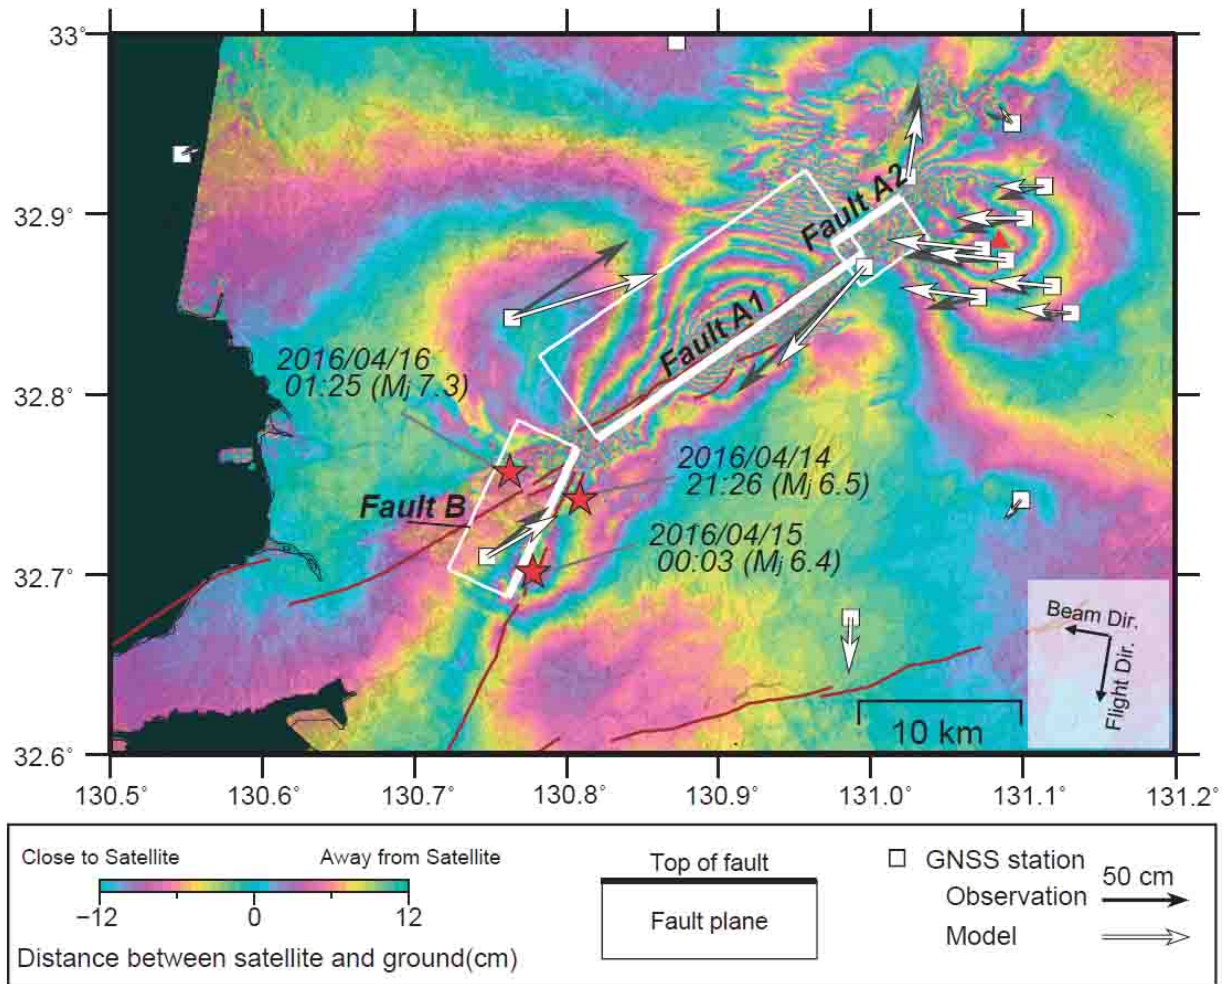 33°
32.9°
32.8°
32.7°
32.6°
130.5°
130.6°
130.7°
130.8°
130.9°
131.0°
131.1°
131.2°
Fault A2
Fault A1
2016/04/16
01:25 (Mj 7.3)
2016/04/14
21:26 (Mj 6.5)
Fault B
2016/04/15
00:03 (Mj 6.4)
Beam Dir.
Flight Dir.
10 km
Close to Satellite
Away from Satellite
−12
0
12
Distance between satellite and ground(cm)
Top of fault
Fault plane
GNSS station
50 cm
Observation
Model